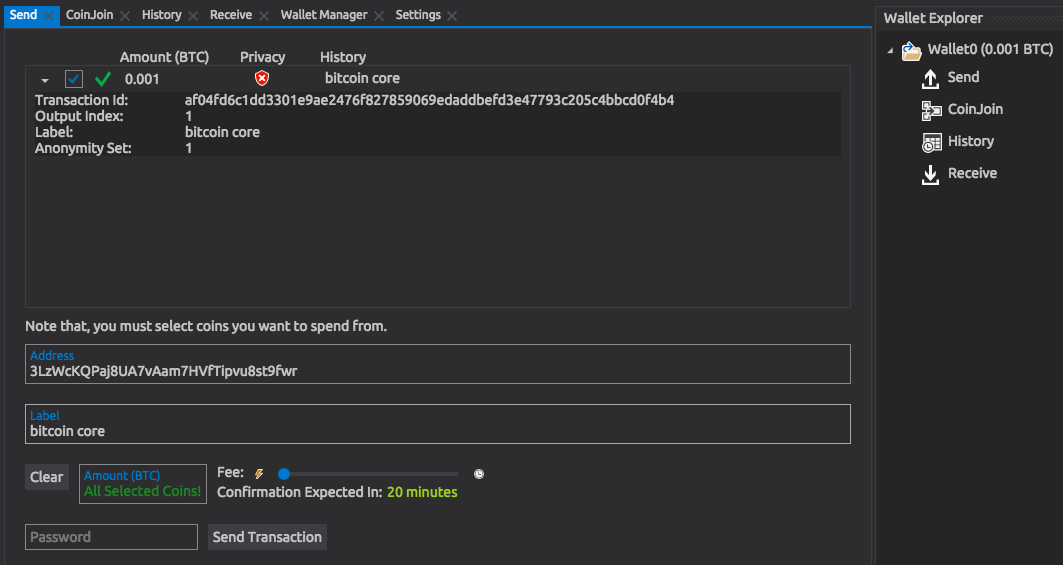 Send CoinJoin History Receive Wallet Manager Settings
Amount (BTC) Privacy History
0.001 bitcoin core
Transaction Id: af04fd6c1dd3301e9ae2476f827859069edaddbefd3e47793c205c4bbcd0f4b4
Output Index: 1
Label: bitcoin core
Anonymity Set: 1
Note that, you must select coins you want to spend from.
Address
3LzWcKQPaj8UA7vAam7HVfTipvu8st9fwr
Label
bitcoin core
Clear
Amount (BTC)
All Selected Coins!
Fee:
Confirmation Expected In: 20 minutes
Password
Send Transaction
Wallet Explorer
Wallet0 (0.001 BTC)
Send
CoinJoin
History
Receive